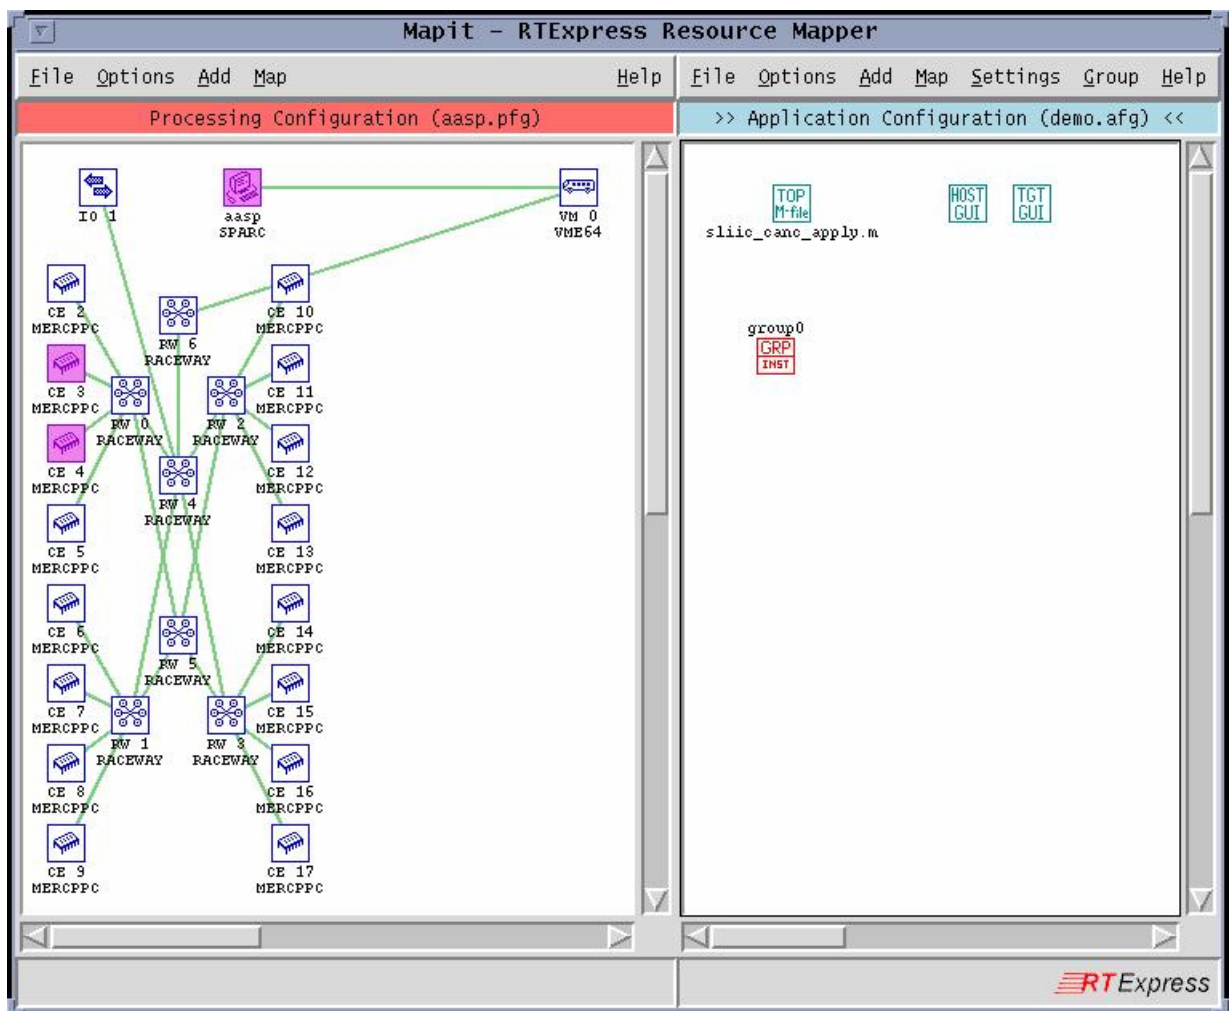 Mapit - RTExpress Resource Mapper
File Options Add Map Help
File Options Add Map Settings Group Help
Processing Configuration (aasp.pfg)
>> Application Configuration (demo.afg) <<
IO 1
aasp
SPARC
VM 0
VME64
CE 2
MERCPPC
RW 6
RACEWAY
CE 10
MERCPPC
CE 3
MERCPPC
RW 0
RACEWAY
RW 2
RACEWAY
CE 11
MERCPPC
CE 4
MERCPPC
RW 4
RACEWAY
CE 12
MERCPPC
CE 5
MERCPPC
CE 13
MERCPPC
CE 6
MERCPPC
RW 5
RACEWAY
CE 14
MERCPPC
CE 7
MERCPPC
RW 1
RACEWAY
RW 3
RACEWAY
CE 15
MERCPPC
CE 8
MERCPPC
CE 16
MERCPPC
CE 9
MERCPPC
CE 17
MERCPPC
TOP
M-file
sliic_canc_apply.m
HOST
GUI
TGT
GUI
group0
GRP
INST
RTExpress